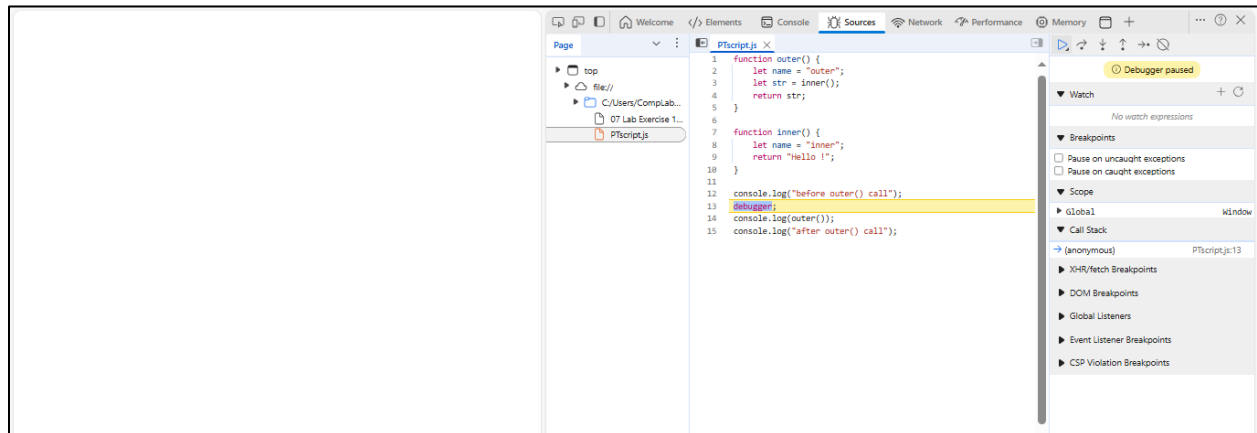 Welcome </> Elements Console Sources Network Performance Memory
Page
PTscript.js
top
file://
C:/Users/CompLab...
07 Lab Exercise 1...
PTscript.js
1 function outer() {
2 let name = "outer";
3 let str = inner();
4 return str;
5 }
6
7 function inner() {
8 let name = "inner";
9 return "Hello !";
10 }
11
12 console.log("before outer() call");
13 debugger;
14 console.log(outer());
15 console.log("after outer() call");
Debugger paused
Watch
No watch expressions
Breakpoints
Pause on uncaught exceptions
Pause on caught exceptions
Scope
Global Window
Call Stack
(anonymous) PTscript.js:13
XHR/fetch Breakpoints
DOM Breakpoints
Global Listeners
Event Listener Breakpoints
CSP Violation Breakpoints